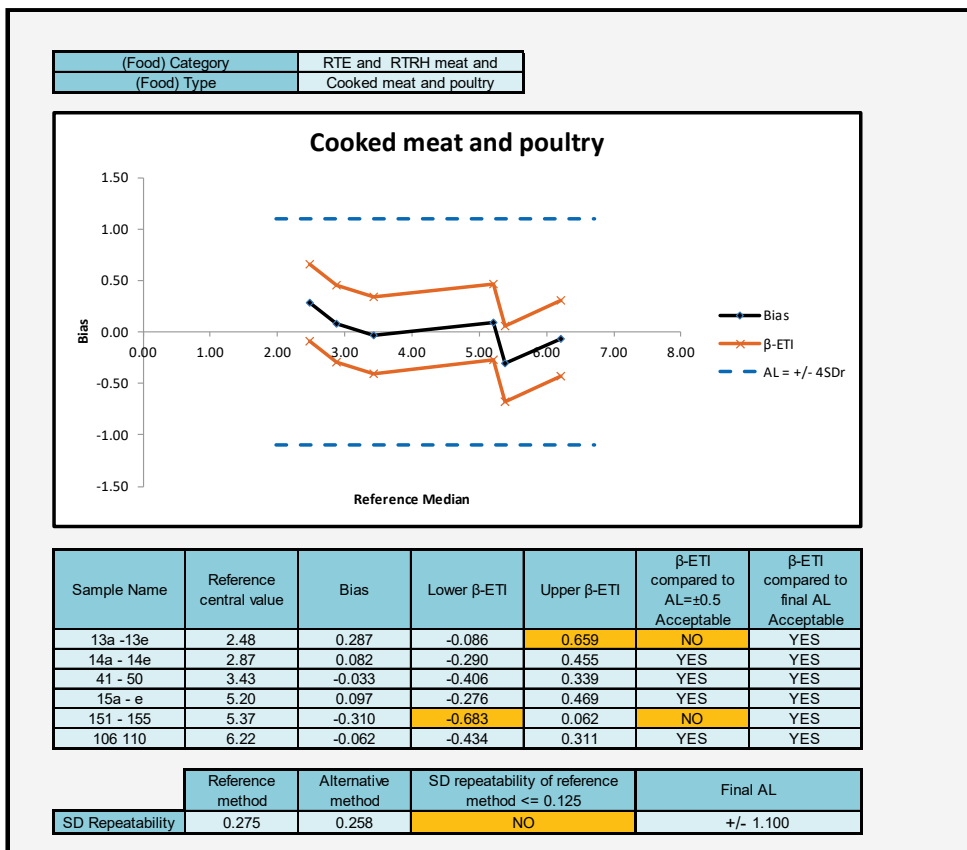 (Food) Category RTE and RTRH meat and
(Food) Type Cooked meat and poultry
Cooked meat and poultry
1.50
1.00
0.50
0.00
-0.50
-1.00
-1.50
0.00 1.00 2.00 3.00 4.00 5.00 6.00 7.00 8.00
Bias
Reference Median
Bias
β-ETI
AL = +/- 4SDr
Sample Name Reference central value Bias Lower β-ETI Upper β-ETI β-ETI compared to AL=±0.5 Acceptable β-ETI compared to final AL Acceptable
13a -13e 2.48 0.287 -0.086 0.659 NO YES
14a - 14e 2.87 0.082 -0.290 0.455 YES YES
41 - 50 3.43 -0.033 -0.406 0.339 YES YES
15a - e 5.20 0.097 -0.276 0.469 YES YES
151 - 155 5.37 -0.310 -0.683 0.062 NO YES
106 110 6.22 -0.062 -0.434 0.311 YES YES
Reference method Alternative method SD repeatability of reference method <= 0.125 Final AL
SD Repeatability 0.275 0.258 NO +/- 1.100